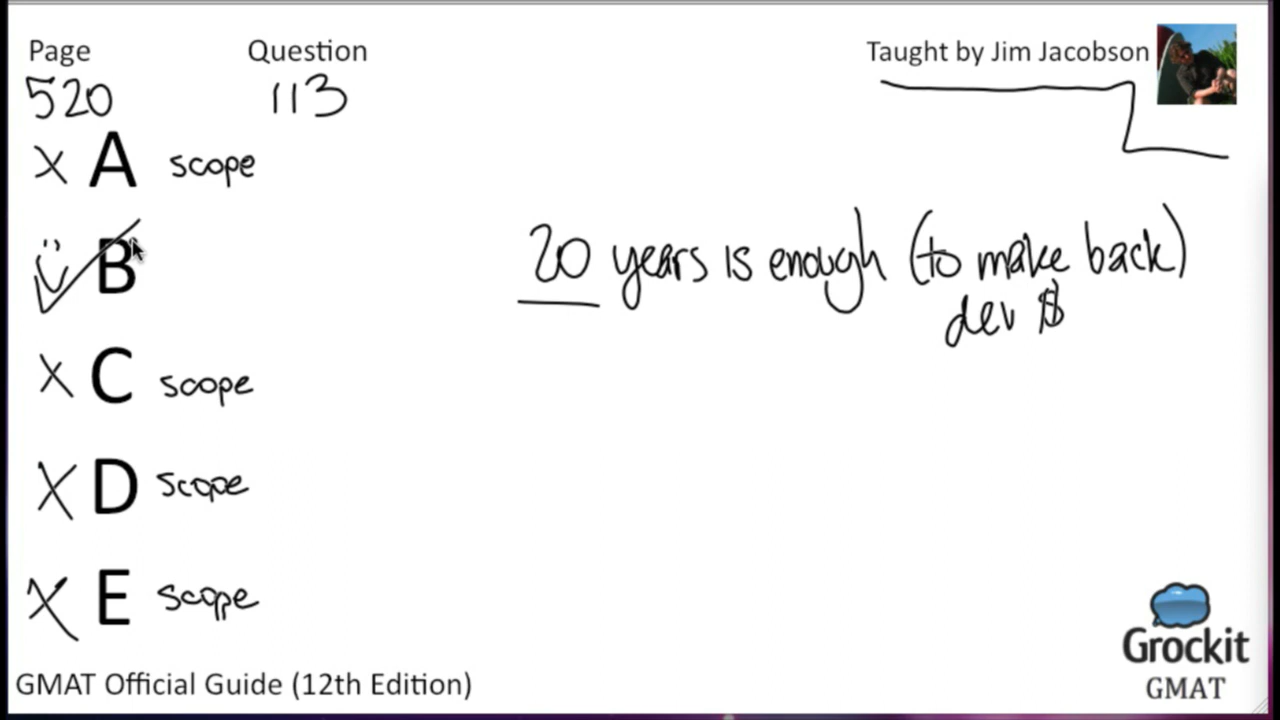 Page Question Taught by Jim Jacobson
520 113
X A scope
B
20 years is enough (to make back)
dev $
X C scope
X D scope
X E scope
Grockit
GMAT
GMAT Official Guide (12th Edition)